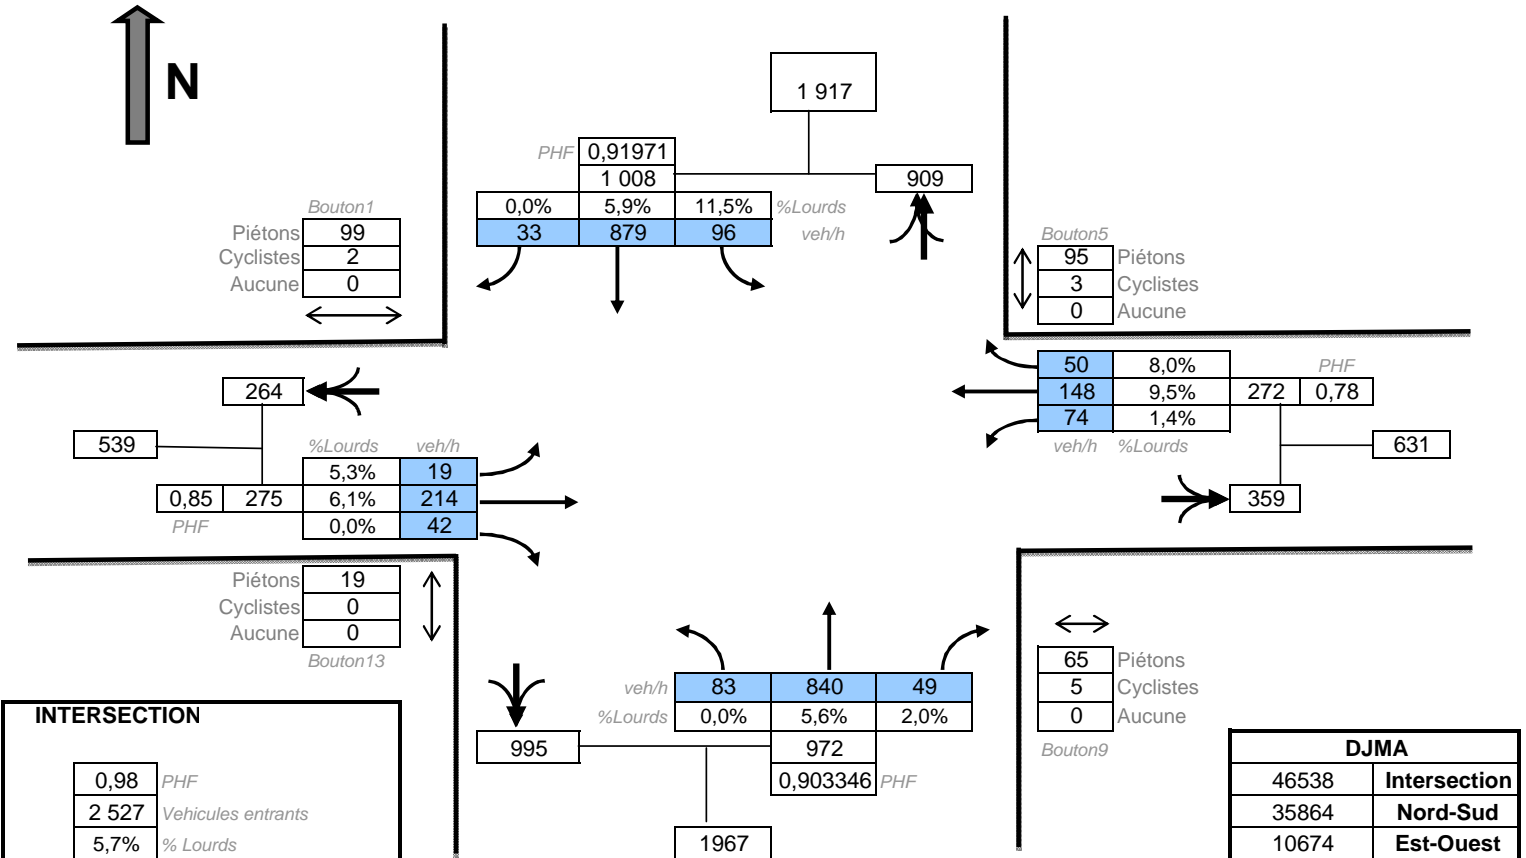 N
1 917
PHF 0,91971
1 008
909
0,0% 5,9% 11,5% %Lourds
33 879 96 veh/h
Bouton1
Piétons 99
Cyclistes 2
Aucune 0
Bouton5
95 Piétons
3 Cyclistes
0 Aucune
264
539
%Lourds veh/h
5,3% 19
0,85 275 6,1% 214
PHF 0,0% 42
50 8,0% PHF
148 9,5% 272 0,78
74 1,4%
veh/h %Lourds
631
359
Piétons 19
Cyclistes 0
Aucune 0
Bouton13
veh/h 83 840 49
%Lourds 0,0% 5,6% 2,0%
995 972
0,903346 PHF
1967
65 Piétons
5 Cyclistes
0 Aucune
Bouton9
INTERSECTION
0,98 PHF
2 527 Vehicules entrants
5,7% % Lourds
DJMA
46538 Intersection
35864 Nord-Sud
10674 Est-Ouest